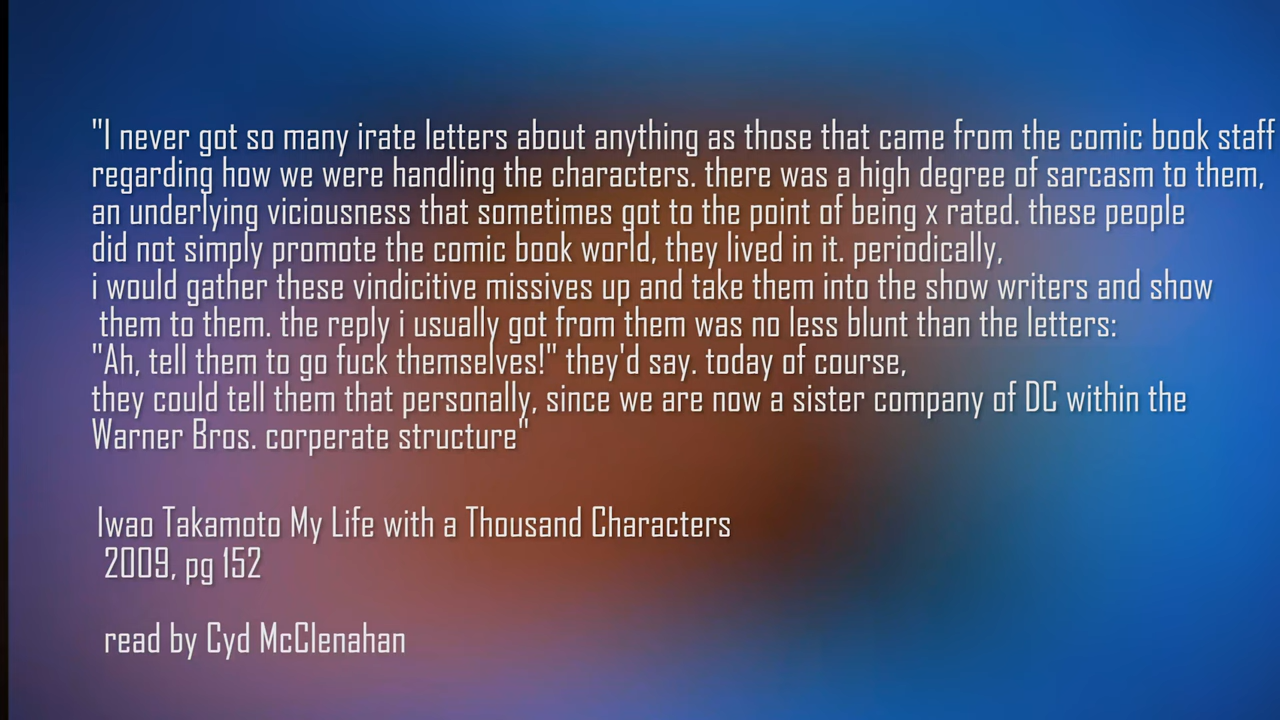 "I never got so many irate letters about anything as those that came from the comic book staff
regarding how we were handling the characters. there was a high degree of sarcasm to them,
an underlying viciousness that sometimes got to the point of being x rated. these people
did not simply promote the comic book world, they lived in it. periodically,
i would gather these vindicitive missives up and take them into the show writers and show
them to them. the reply i usually got from them was no less blunt than the letters:
"Ah, tell them to go fuck themselves!" they'd say. today of course,
they could tell them that personally, since we are now a sister company of DC within the
Warner Bros. corperate structure"
Iwao Takamoto My Life with a Thousand Characters
2009, pg 152
read by Cyd McClenahan